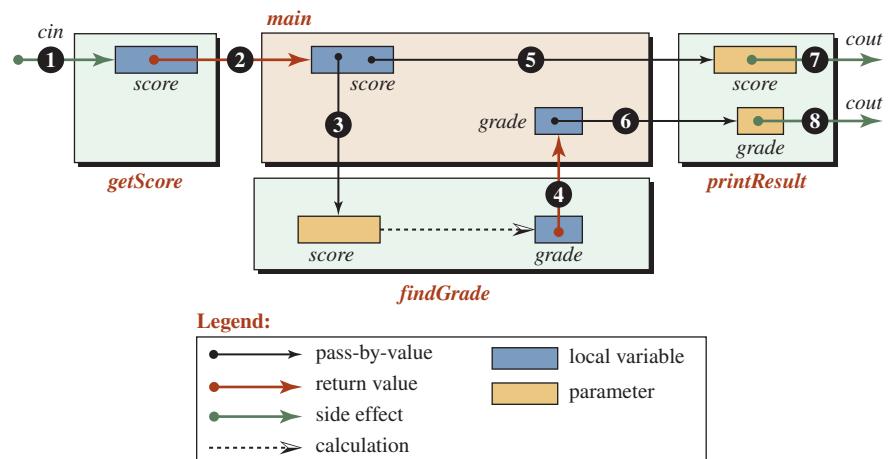 main
cin
cout
1
2
5
7
score
score
score
3
grade
6
cout
8
grade
getScore
printResult
4
score
grade
findGrade
Legend:
pass-by-value
local variable
return value
parameter
side effect
calculation